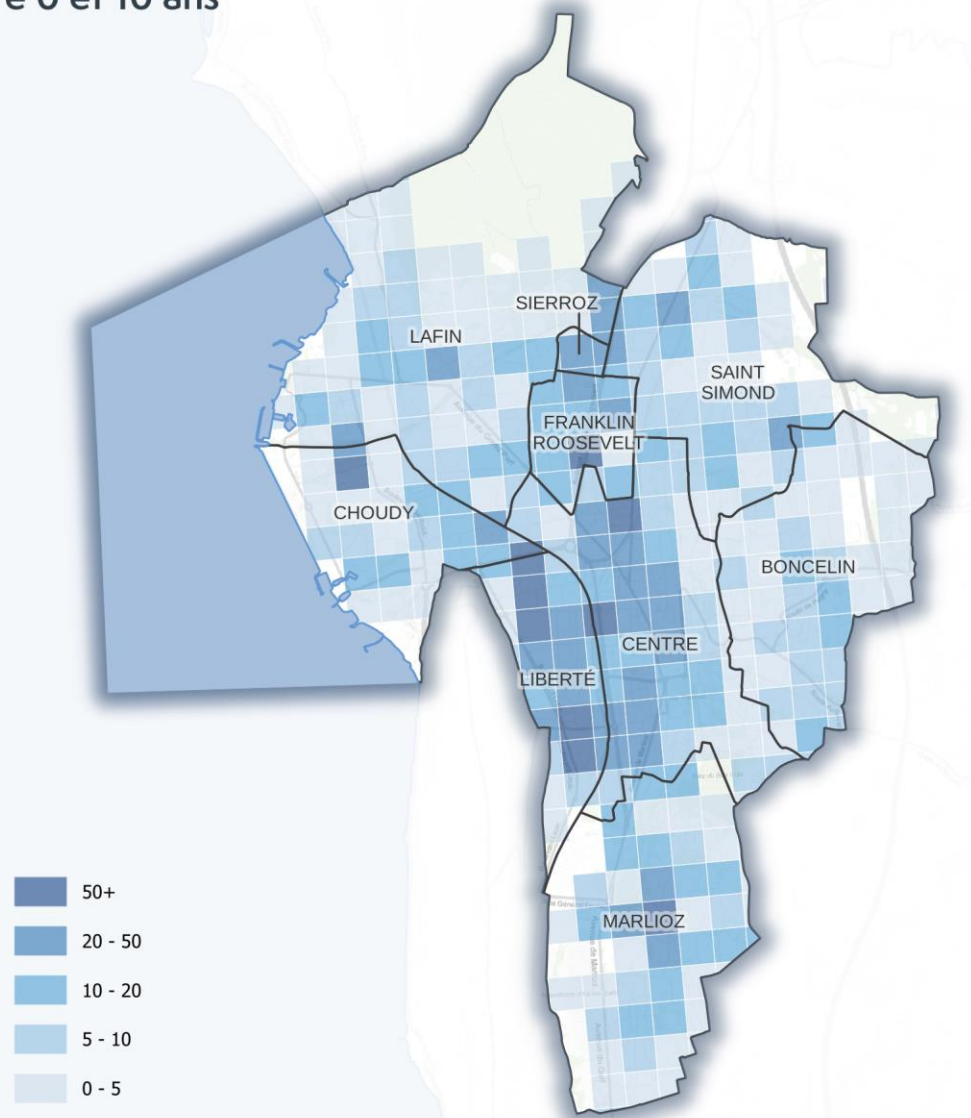 e 0 et 10 ans
SIERROZ
LAFIN
SAINT
SIMOND
FRANKLIN
ROOSEVELT
CHOUDY
BONCELIN
CENTRE
LIBERTÉ
MARLIOZ
50+
20 - 50
10 - 20
5 - 10
0 - 5